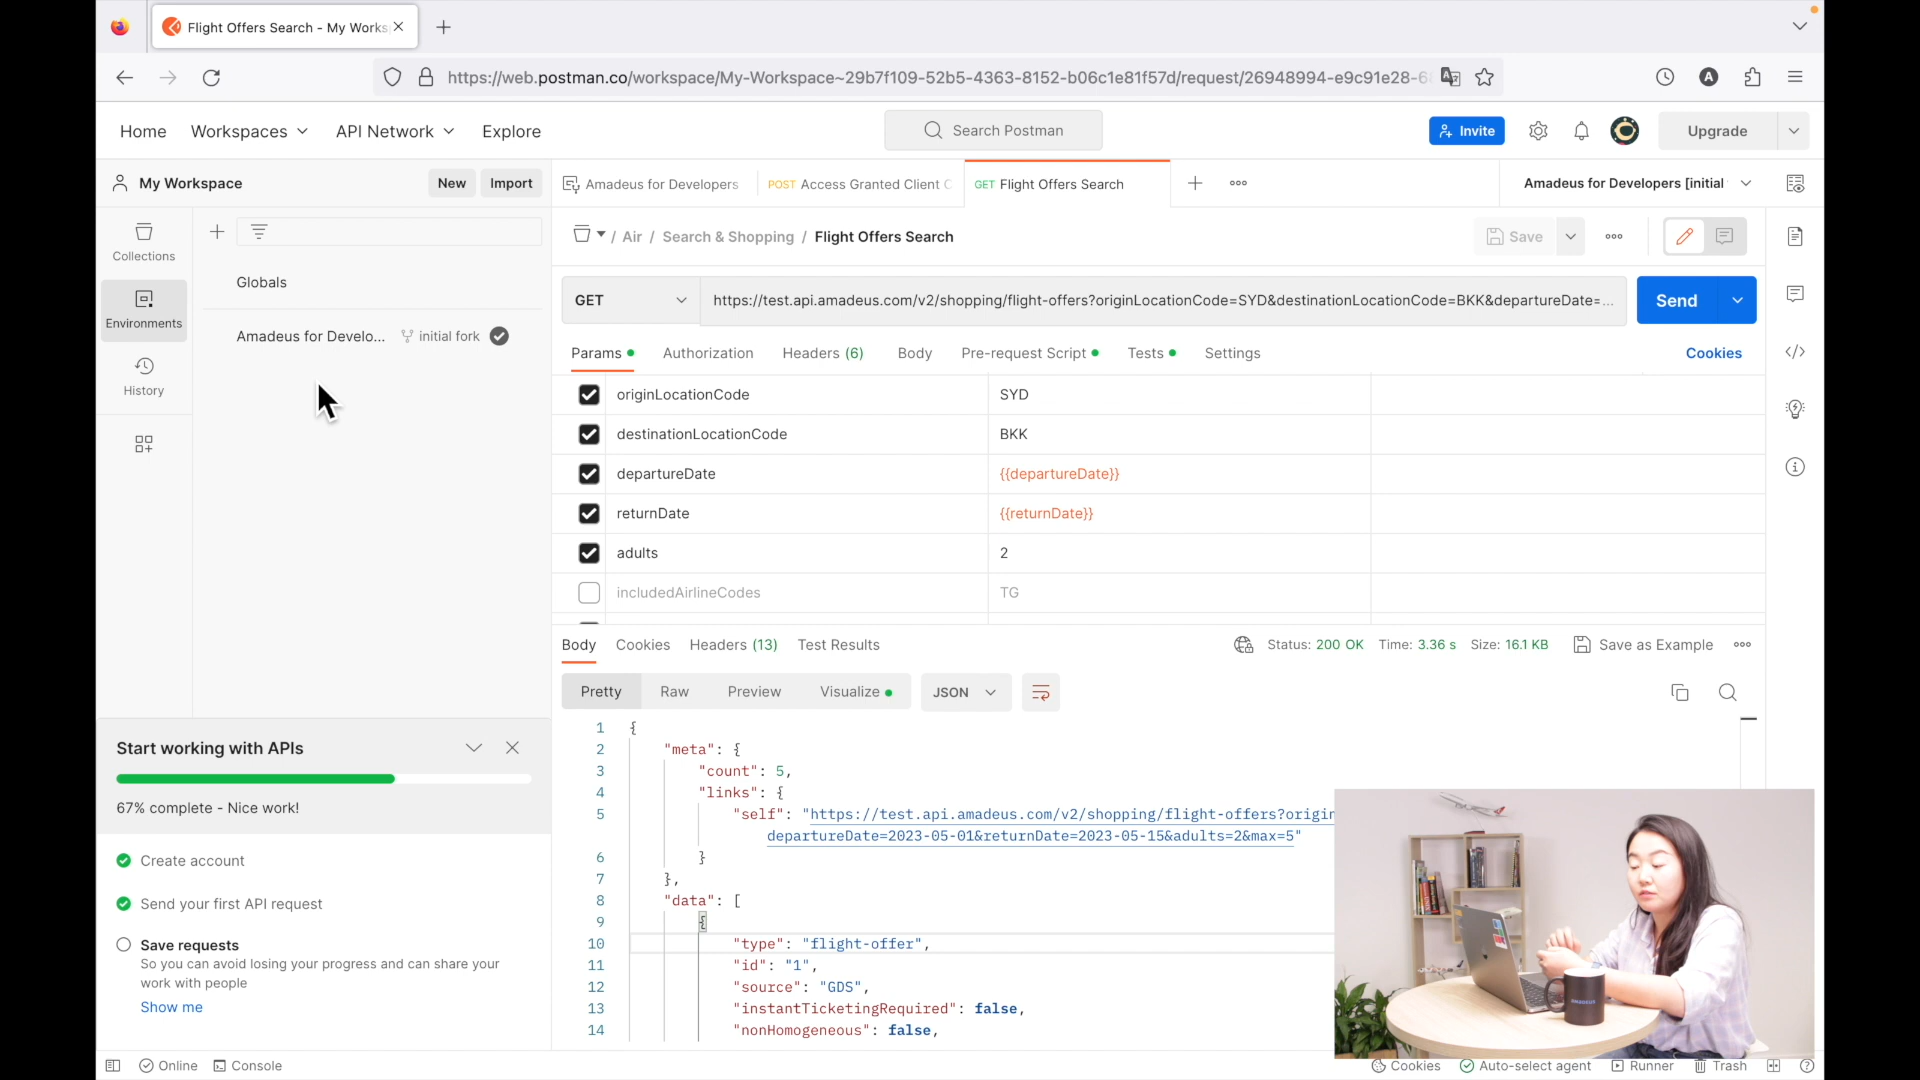 Flight Offers Search - My Works
https://web.postman.co/workspace/My-Workspace~29b7f109-52b5-4363-8152-b06c1e81f57d/request/26948994-e9c91e28-6
A
Home
Workspaces
API Network
Explore
Search Postman
Invite
Upgrade
My Workspace
New
Import
Amadeus for Developers
POST Access Granted Client C
GET Flight Offers Search
Amadeus for Developers [initial
Collections
Environments
History
Globals
Amadeus for Develo... initial fork
/ Air / Search & Shopping / Flight Offers Search
Save
GET
https://test.api.amadeus.com/v2/shopping/flight-offers?originLocationCode=SYD&destinationLocationCode=BKK&departureDate=...
Send
Params
Authorization
Headers (6)
Body
Pre-request Script
Tests
Settings
Cookies
originLocationCode SYD
destinationLocationCode BKK
departureDate {{departureDate}}
returnDate {{returnDate}}
adults 2
includedAirlineCodes TG
Body
Cookies
Headers (13)
Test Results
Status: 200 OK Time: 3.36 s Size: 16.1 KB
Save as Example
Pretty
Raw
Preview
Visualize
JSON
1 {
2 "meta": {
3 "count": 5,
4 "links": {
5 "self": "https://test.api.amadeus.com/v2/shopping/flight-offers?origin
departureDate=2023-05-01&returnDate=2023-05-15&adults=2&max=5"
6 }
7 },
8 "data": [
9 {
10 "type": "flight-offer",
11 "id": "1",
12 "source": "GDS",
13 "instantTicketingRequired": false,
14 "nonHomogeneous": false,
Start working with APIs
67% complete - Nice work!
Create account
Send your first API request
Save requests
So you can avoid losing your progress and can share your
work with people
Show me
AMADEUS
Online
Console
Cookies
Auto-select agent
Runner
Trash